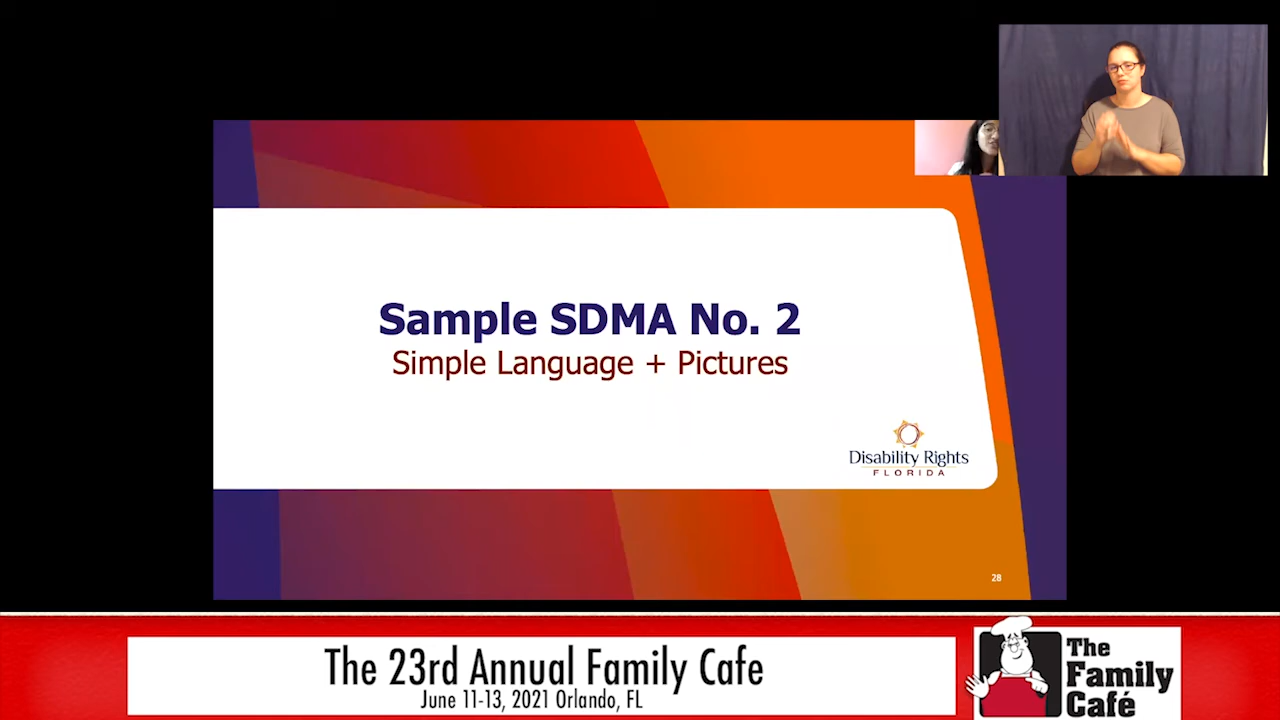 Sample SDMA No. 2
Simple Language + Pictures
Disability Rights
FLORIDA
28
The 23rd Annual Family Cafe
June 11-13, 2021 Orlando, FL
The
Family
Café